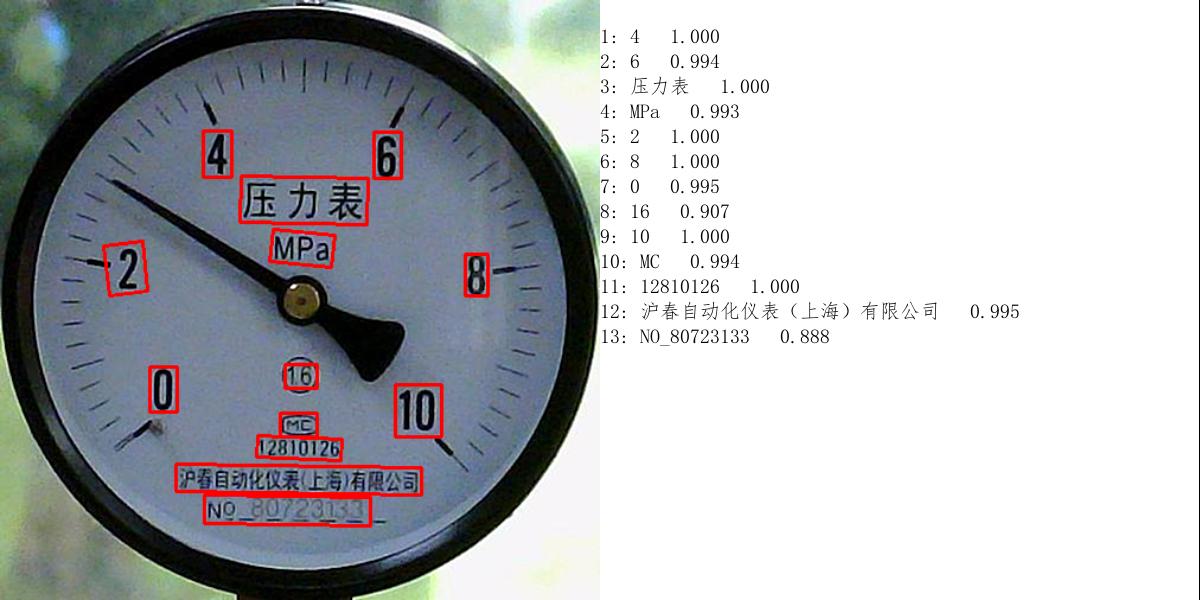 4 6
压力表
MPa
2 8
0 16 10
MC
12810126
沪春自动化仪表(上海)有限公司
NO_80723133
1: 4 1.000
2: 6 0.994
3: 压力表 1.000
4: MPa 0.993
5: 2 1.000
6: 8 1.000
7: 0 0.995
8: 16 0.907
9: 10 1.000
10: MC 0.994
11: 12810126 1.000
12: 沪春自动化仪表（上海）有限公司 0.995
13: NO_80723133 0.888